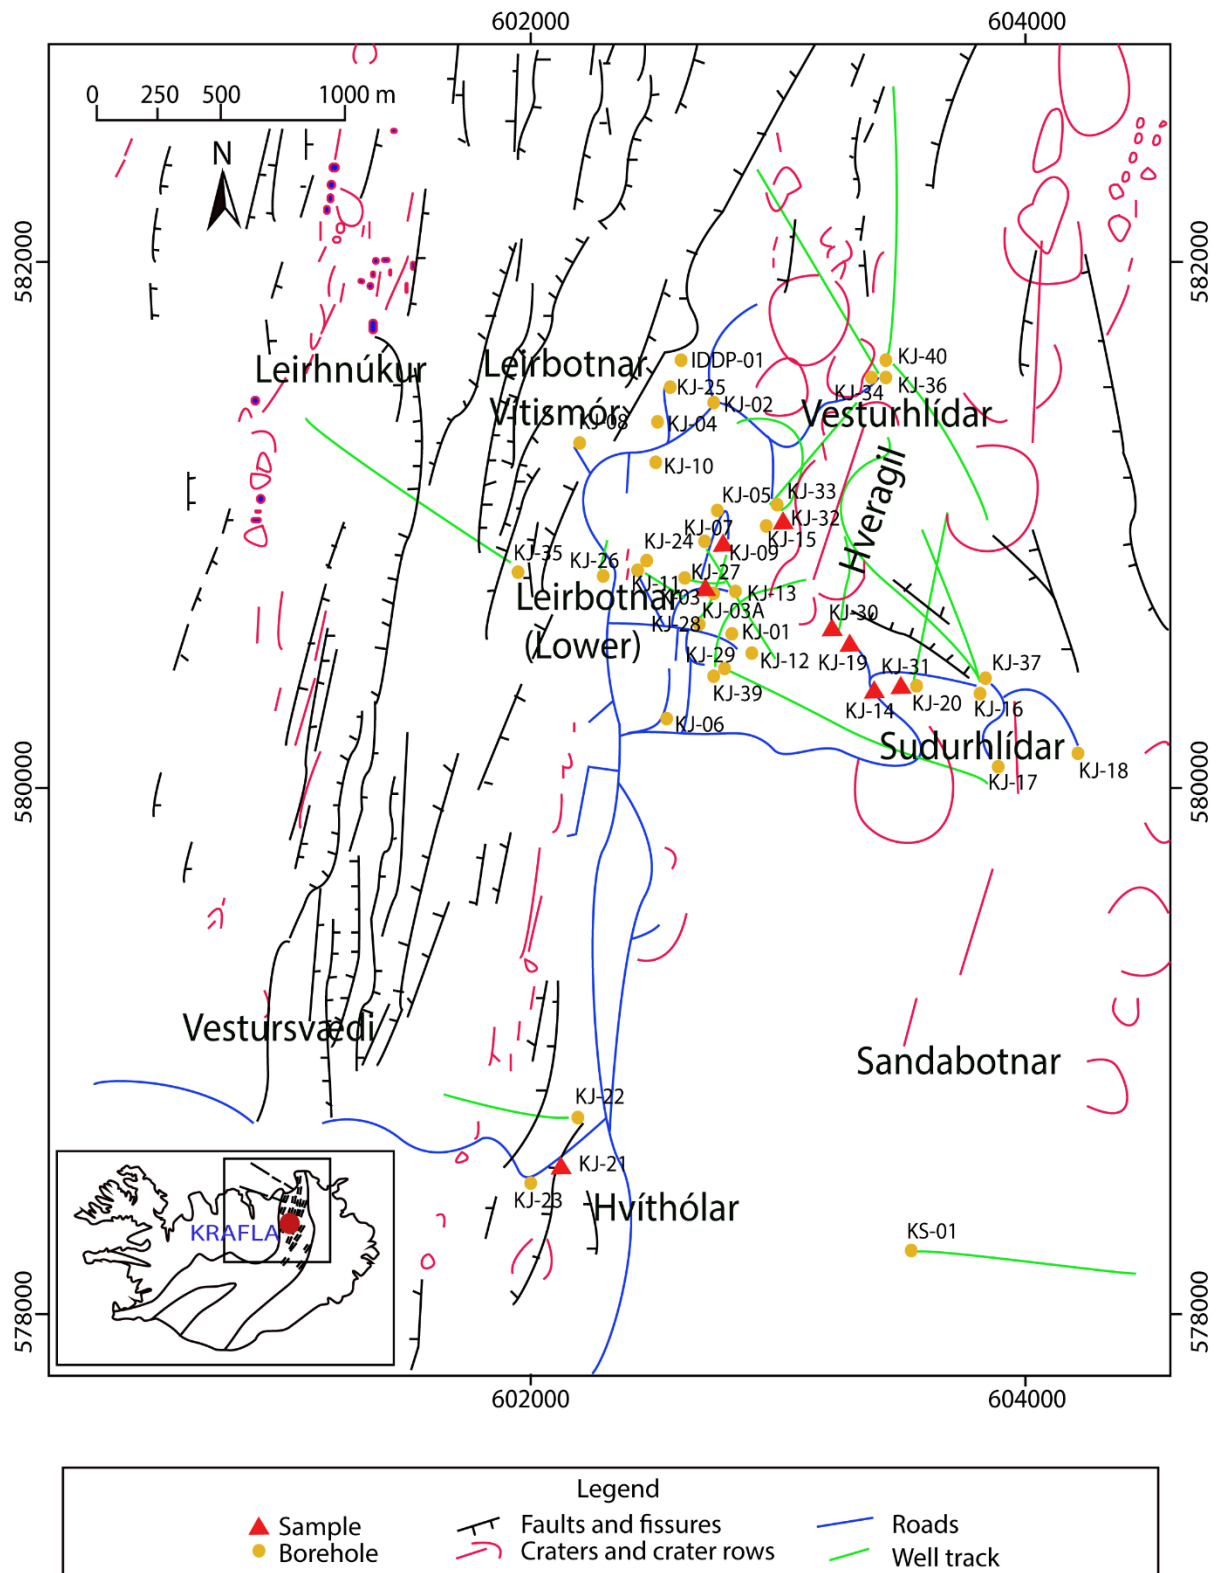 602000
604000
0
250
500
1000 m
N
582000
582000
Leirhnúkur
Leirbotnar
Vítismór
IDDP-01
KJ-25
KJ-02
KJ-08
KJ-04
KJ-10
KJ-40
KJ-36
KJ-34
Vesturhlídar
Hveragil
KJ-05
KJ-33
KJ-32
KJ-15
KJ-07
KJ-09
KJ-24
KJ-35
KJ-26
KJ-11
KJ-27
KJ-13
KJ-03A
Leirbotnar
(Lower)
KJ-28
KJ-01
KJ-12
KJ-29
KJ-39
KJ-06
KJ-30
KJ-19
KJ-31
KJ-14
KJ-20
KJ-37
KJ-16
Sudurhlídar
KJ-17
KJ-18
580000
580000
Vestursvædi
Sandabotnar
KJ-22
KJ-21
KJ-23
Hvíthólar
KS-01
KRAFLA
578000
578000
602000
604000
Legend
Sample
Faults and fissures
Roads
Borehole
Craters and crater rows
Well track